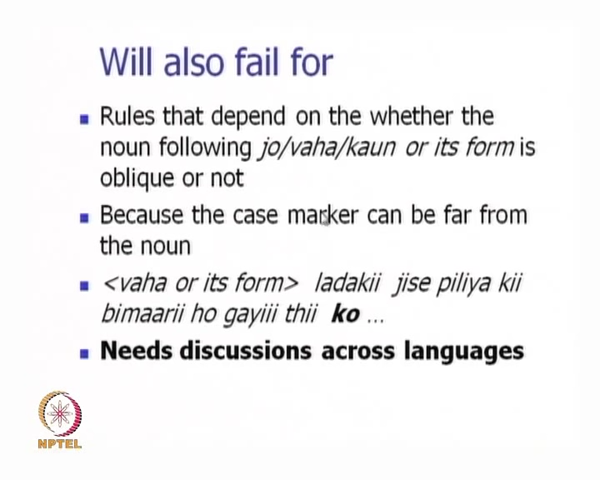 Will also fail for
Rules that depend on the whether the
noun following jo/vaha/kaun or its form is
oblique or not
Because the case marker can be far from
the noun
<vaha or its form> ladakii jise piliya kii
bimaarii ho gayiii thii ko ...
Needs discussions across languages
NPTEL